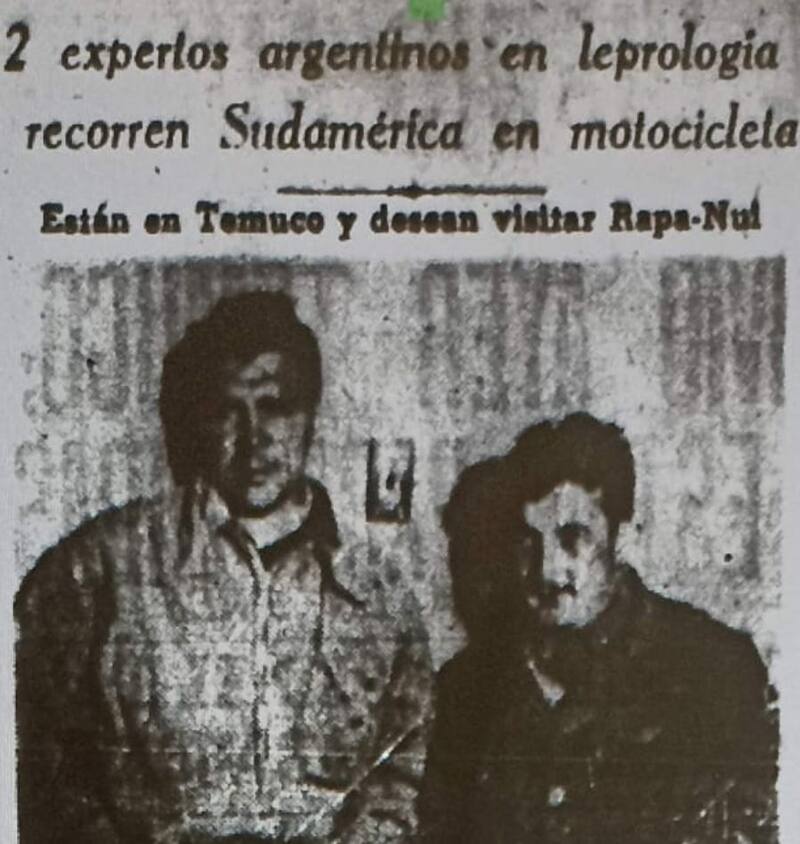 2 expertos argentinos en leprología
recorren Sudamérica en motocicleta
Están en Temuco y desean visitar Rapa-Nui